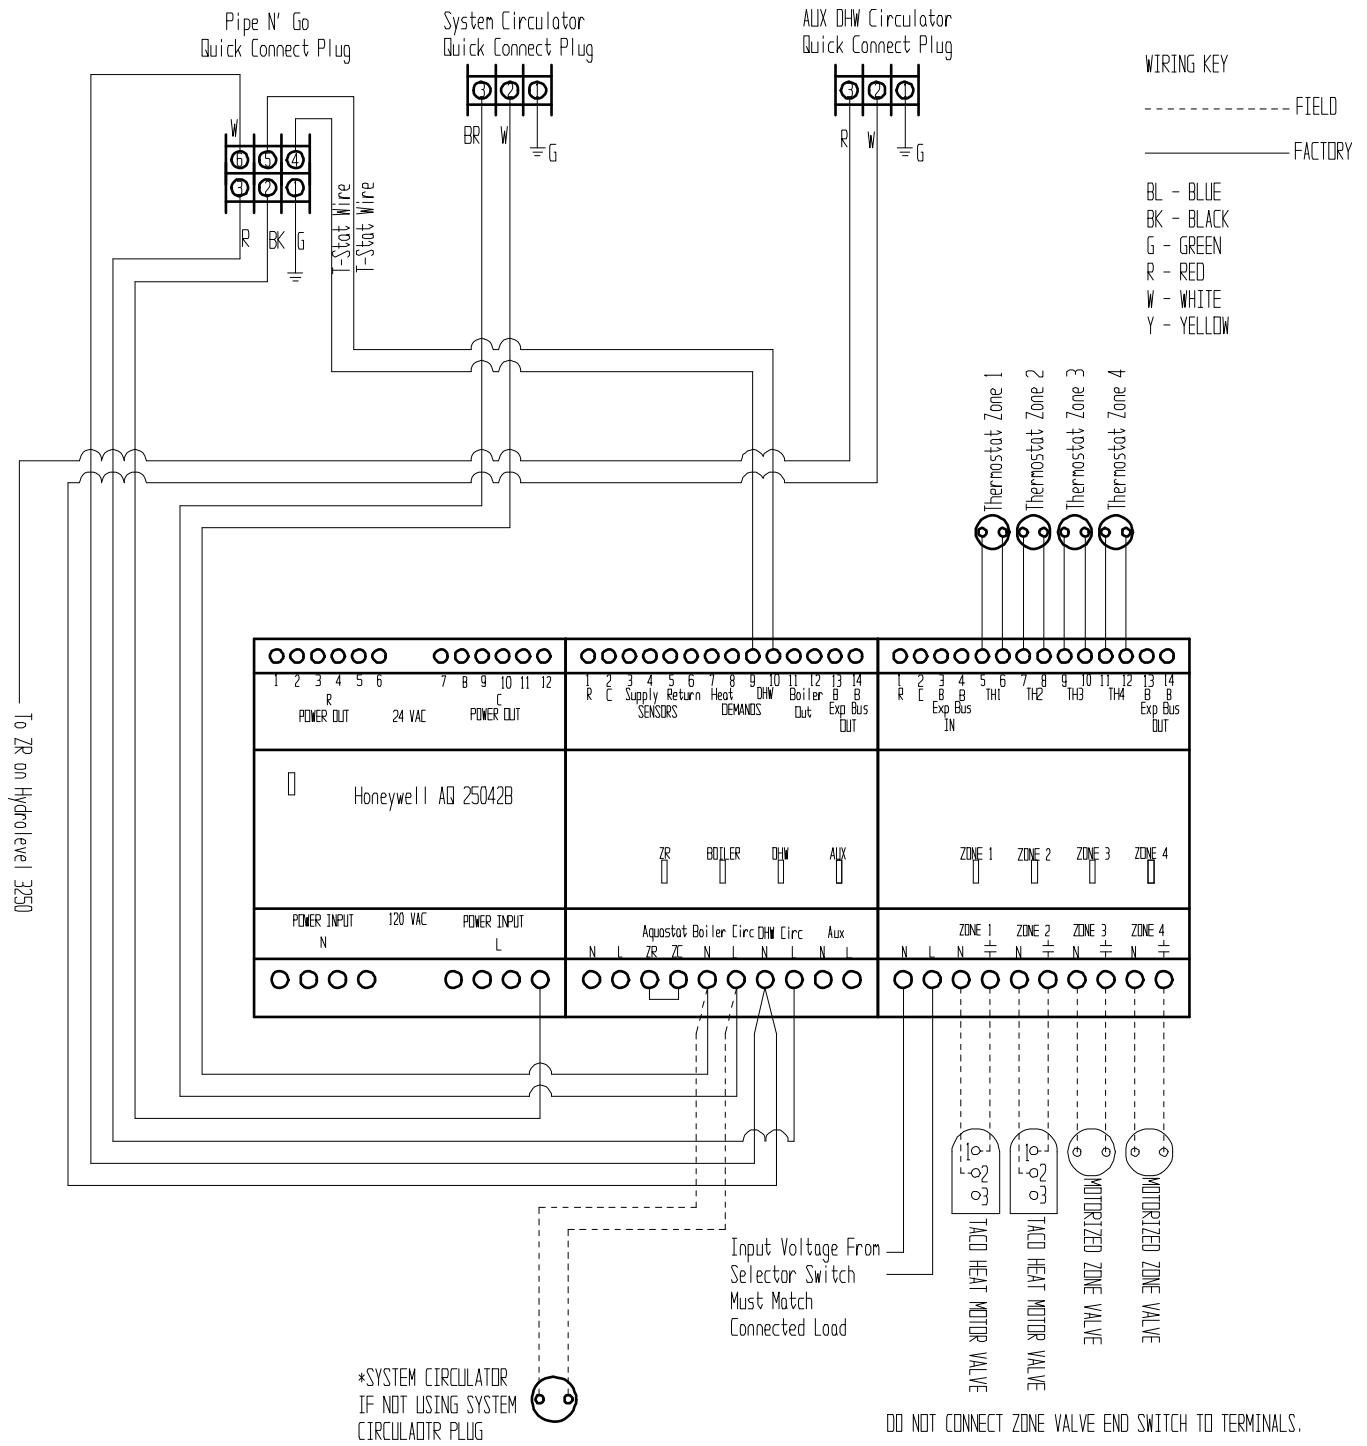 Pipe N' Go
Quick Connect Plug
System Circulator
Quick Connect Plug
AUX DHW Circulator
Quick Connect Plug
WIRING KEY
FIELD
FACTORY
BL - BLUE
BK - BLACK
G - GREEN
R - RED
W - WHITE
Y - YELLOW
3 2 1
BR W G
3 2 1
R W G
W
6 5 4
3 2 1
R BK G
T-Stat Wire
T-Stat Wire
Thermostat Zone 1
Thermostat Zone 2
Thermostat Zone 3
Thermostat Zone 4
To ZR on Hydrolevel 3250
1 2 3 4 5 6 7 8 9 10 11 12
R C
POWER OUT 24 VAC POWER OUT
1 2 3 4 5 6 7 8 9 10 11 12 13 14
R C Supply Return Heat DHW Boiler B B
SENSORS DEMANDS Out Exp Bus
OUT
1 2 3 4 5 6 7 8 9 10 11 12 13 14
R C B B TH1 TH2 TH3 TH4 B B
Exp Bus Exp Bus
IN OUT
Honeywell AQ 25042B
ZR BOILER DHW AUX
ZONE 1 ZONE 2 ZONE 3 ZONE 4
POWER INPUT 120 VAC POWER INPUT
N L
Aquastat Boiler Circ DHW Circ Aux
N L ZR ZC N L N L N L
ZONE 1 ZONE 2 ZONE 3 ZONE 4
N L N N N N
1
2
3
1
2
3
TACO HEAT MOTOR VALVE
TACO HEAT MOTOR VALVE
MOTORIZED ZONE VALVE
MOTORIZED ZONE VALVE
Input Voltage From
Selector Switch
Must Match
Connected Load
*SYSTEM CIRCULATOR
IF NOT USING SYSTEM
CIRCULAOTR PLUG
DO NOT CONNECT ZONE VALVE END SWITCH TO TERMINALS.